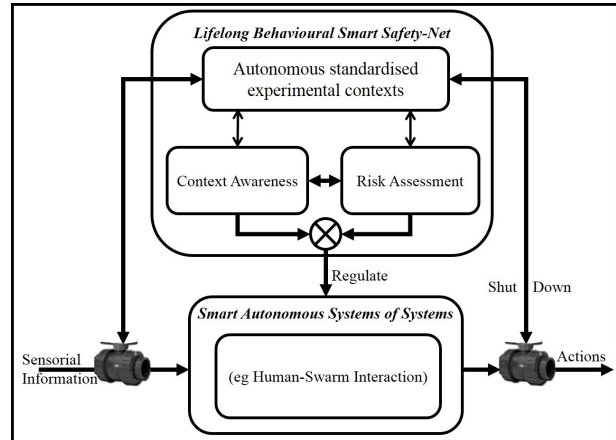 Lifelong Behavioural Smart Safety-Net
Autonomous standardised
experimental contexts
Context Awareness
Risk Assessment
Regulate
Shut Down
Smart Autonomous Systems of Systems
Sensorial
Information
(eg Human-Swarm Interaction)
Actions